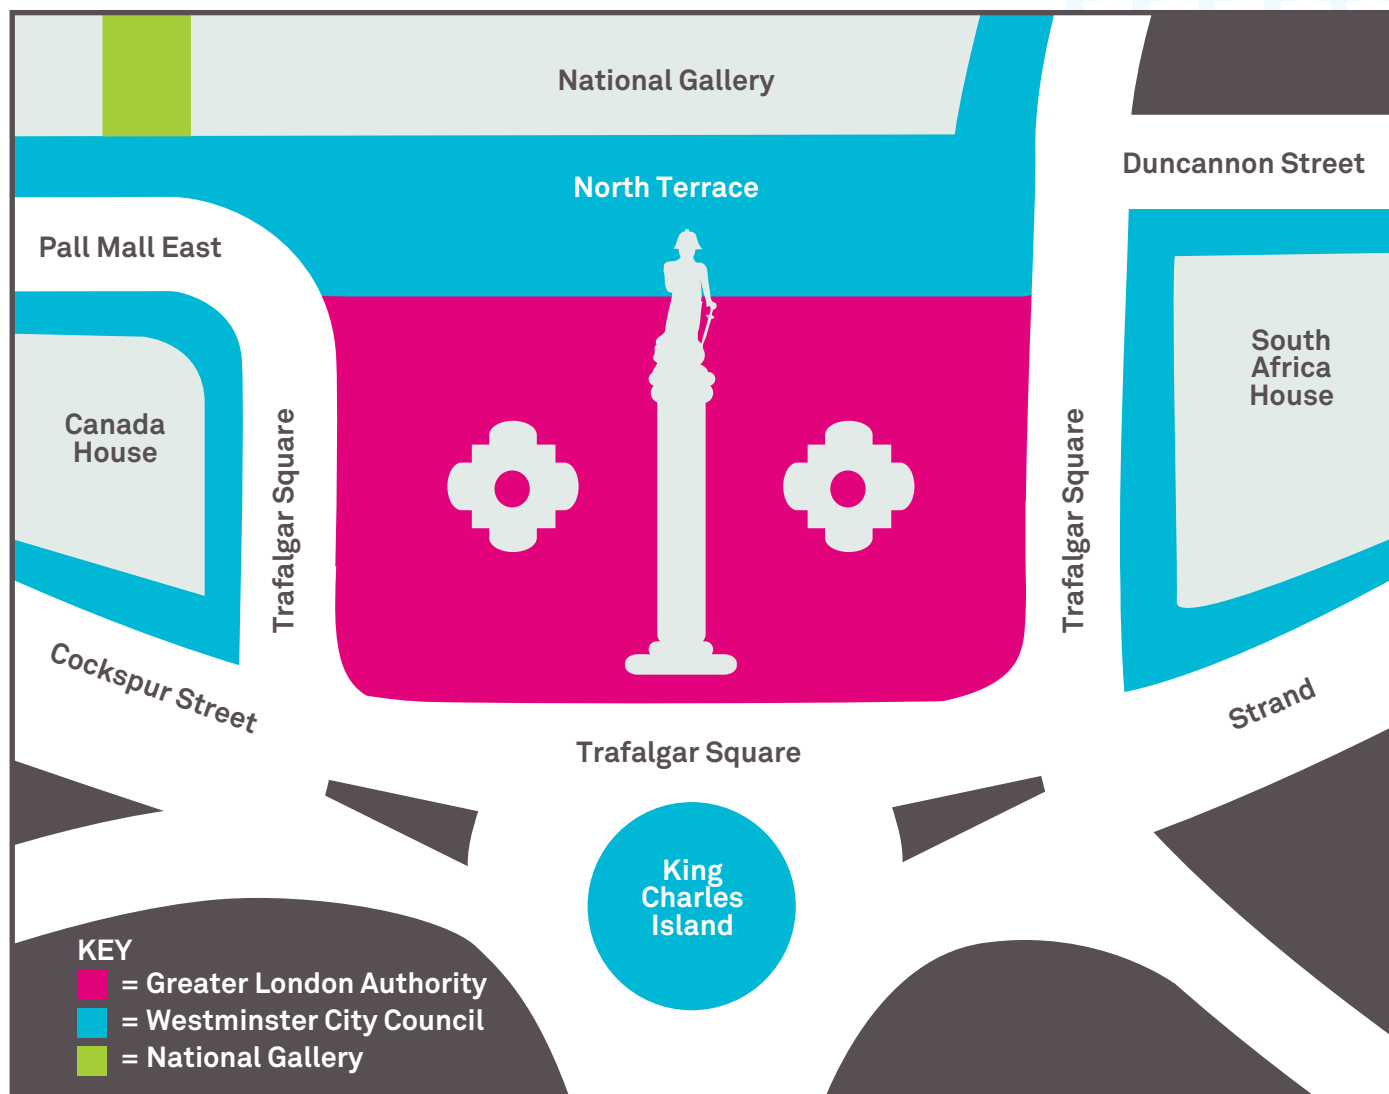 National Gallery
Duncannon Street
North Terrace
Pall Mall East
South
Africa
House
Canada
House
Trafalgar Square
Trafalgar Square
Cockspur Street
Strand
Trafalgar Square
King
Charles
Island
KEY
= Greater London Authority
= Westminster City Council
= National Gallery